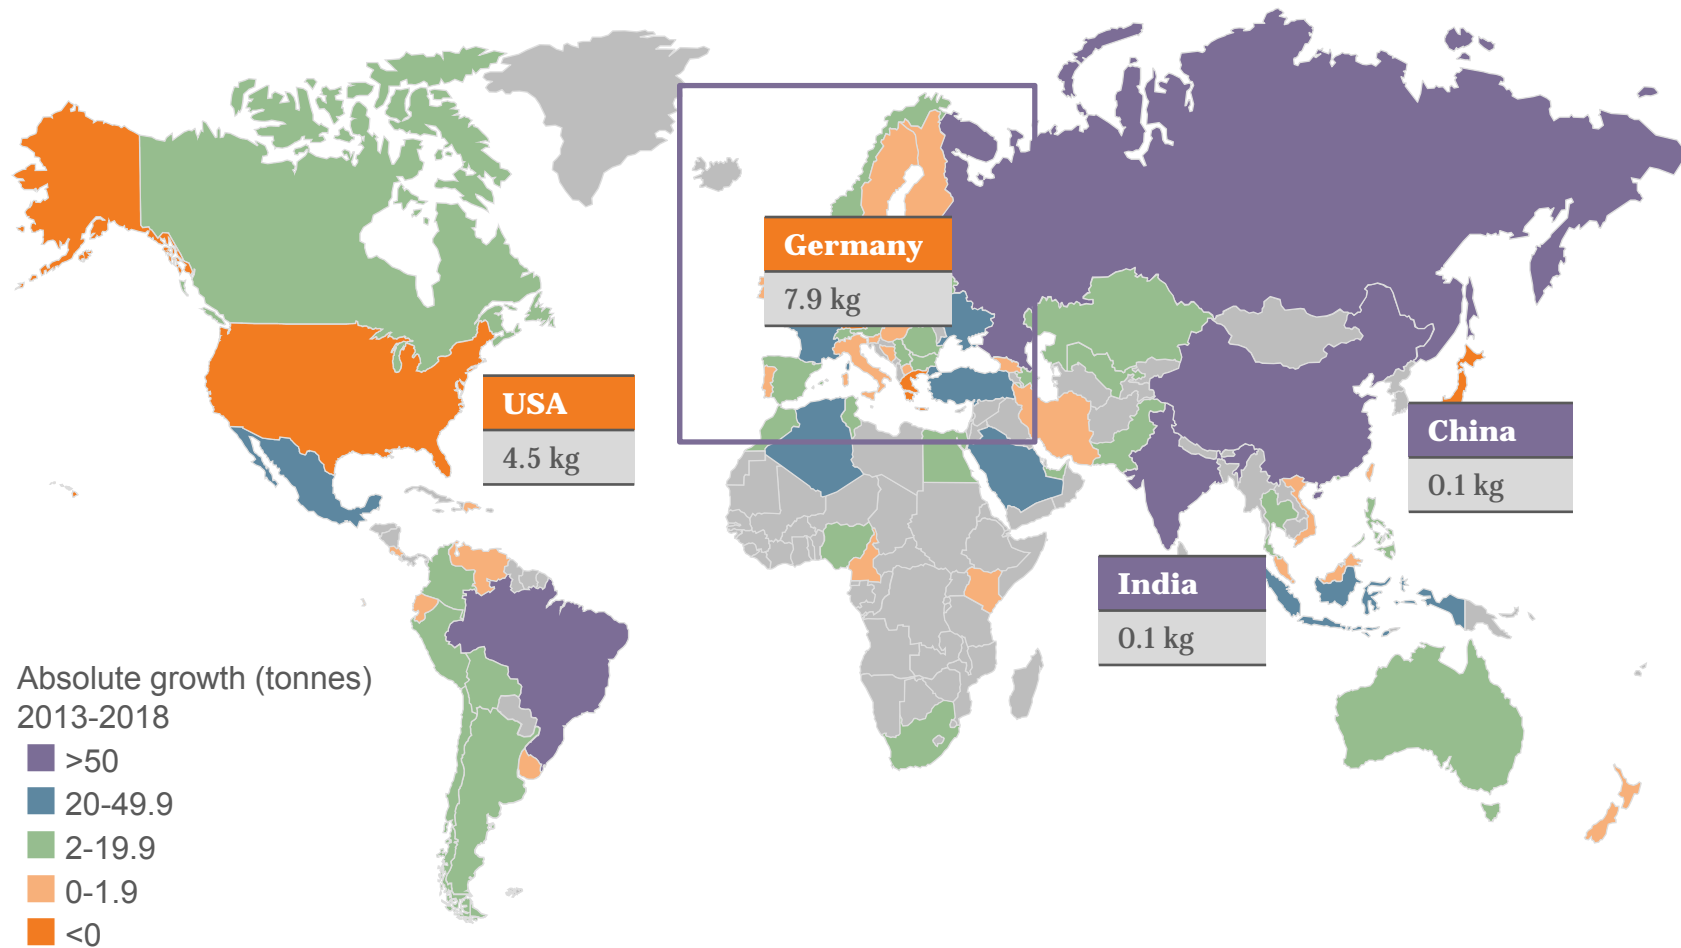 Germany
7.9 kg
USA
4.5 kg
China
0.1 kg
India
0.1 kg
Absolute growth (tonnes)
2013-2018
>50
20-49.9
2-19.9
0-1.9
<0